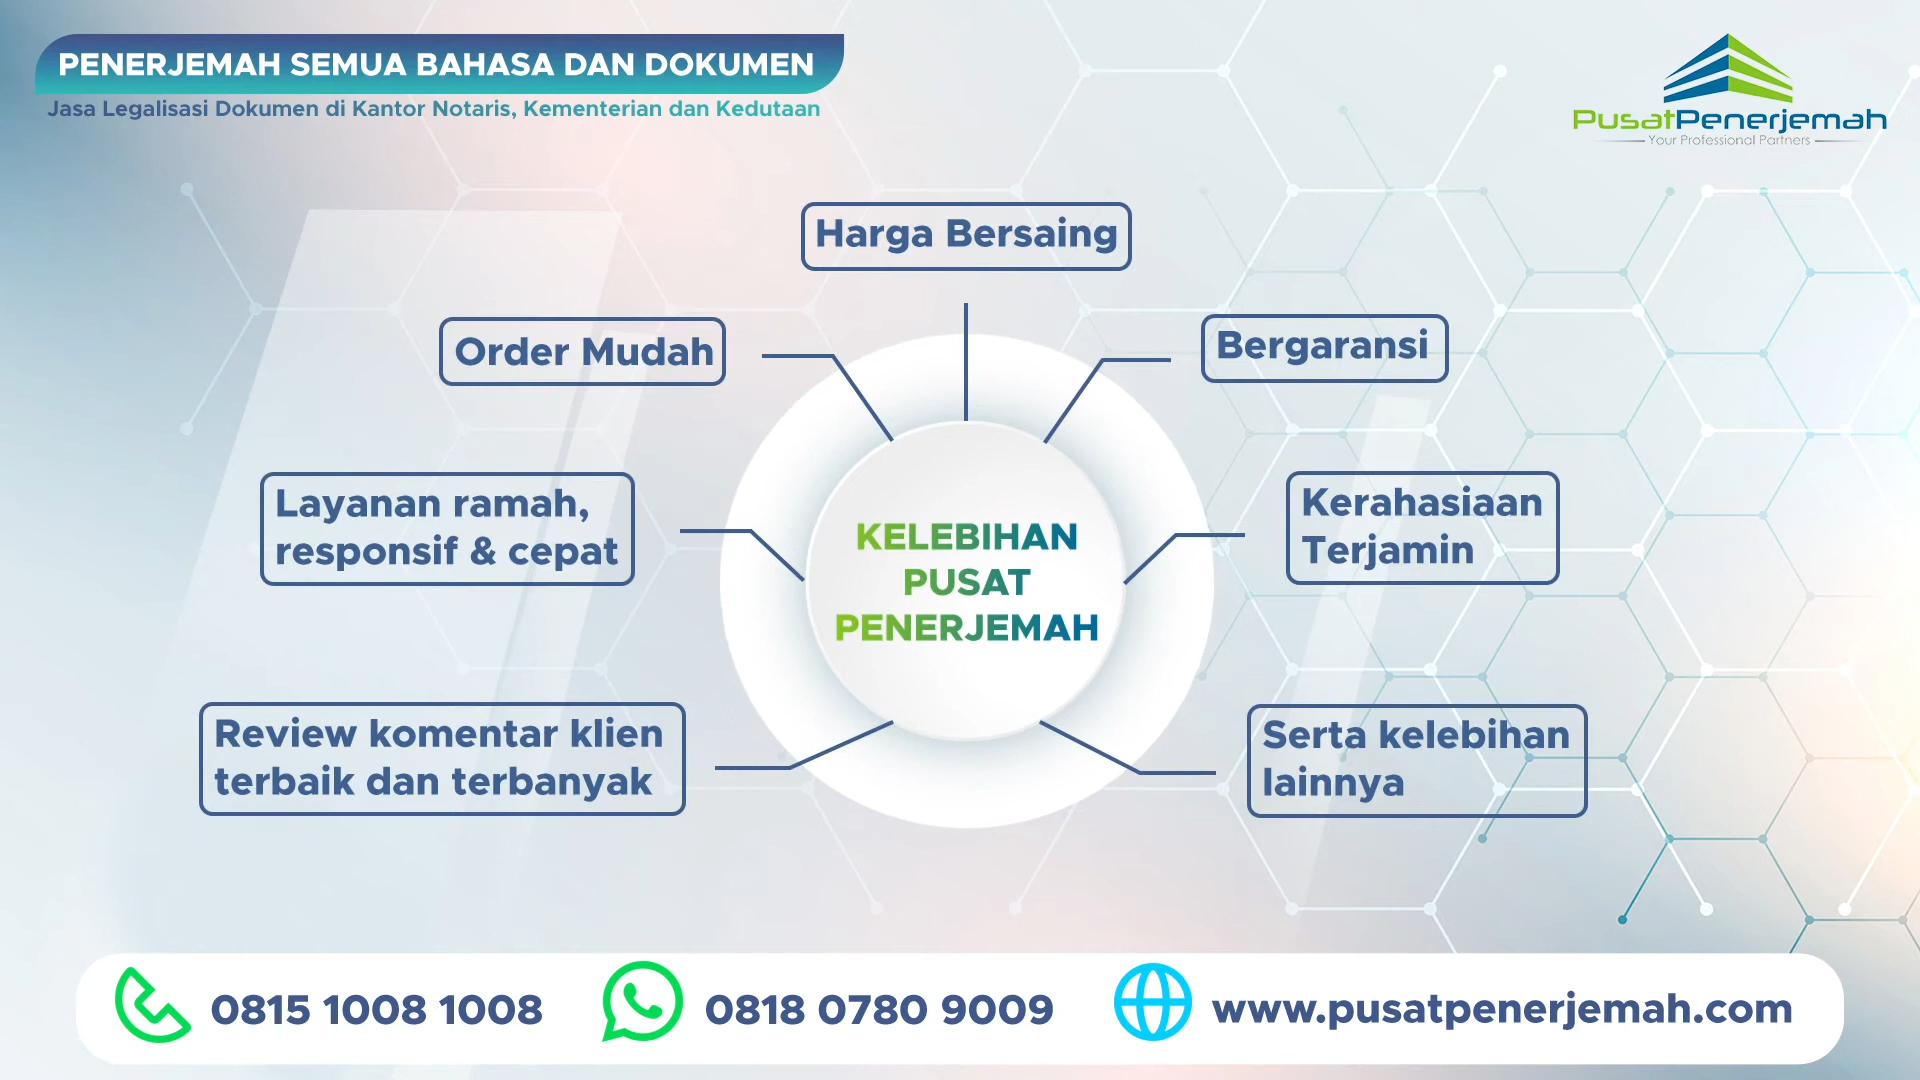 PENERJEMAH SEMUA BAHASA DAN DOKUMEN
Jasa Legalisasi Dokumen di Kantor Notaris, Kementerian dan Kedutaan
PusatPenerjemah
Your Professional Partners
Harga Bersaing
Order Mudah
Bergaransi
Layanan ramah,
responsif & cepat
Kerahasiaan
Terjamin
KELEBIHAN
PUSAT
PENERJEMAH
Review komentar klien
terbaik dan terbanyak
Serta kelebihan
lainnya
0815 1008 1008
0818 0780 9009
www.pusatpenerjemah.com